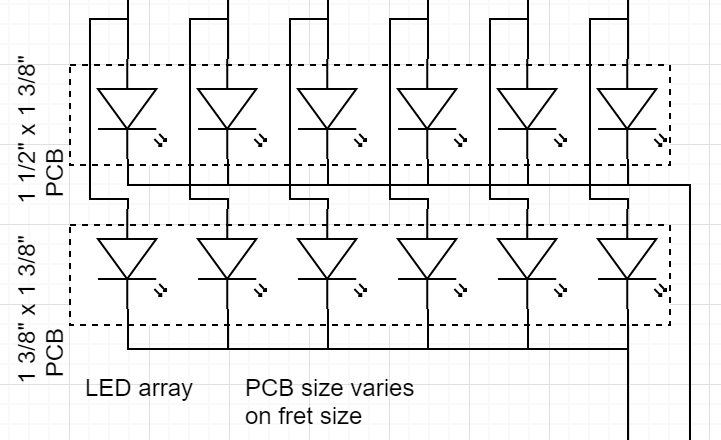 1 1/2" x 1 3/8"
PCB
1 3/8" x 1 3/8"
PCB
LED array
PCB size varies
on fret size